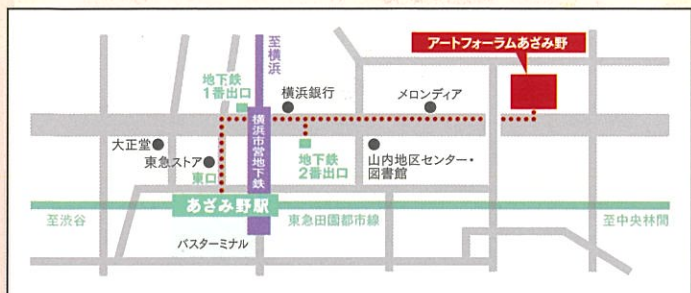 アートフォーラムあざみ野
至横浜
地下鉄
1番出口
横浜銀行
メロンディア
横浜市営地下鉄
大正堂
東急ストア
東口
地下鉄
2番出口
山内地区センター・
図書館
あざみ野駅
至渋谷
東急田園都市線
至中央林間
バスターミナル